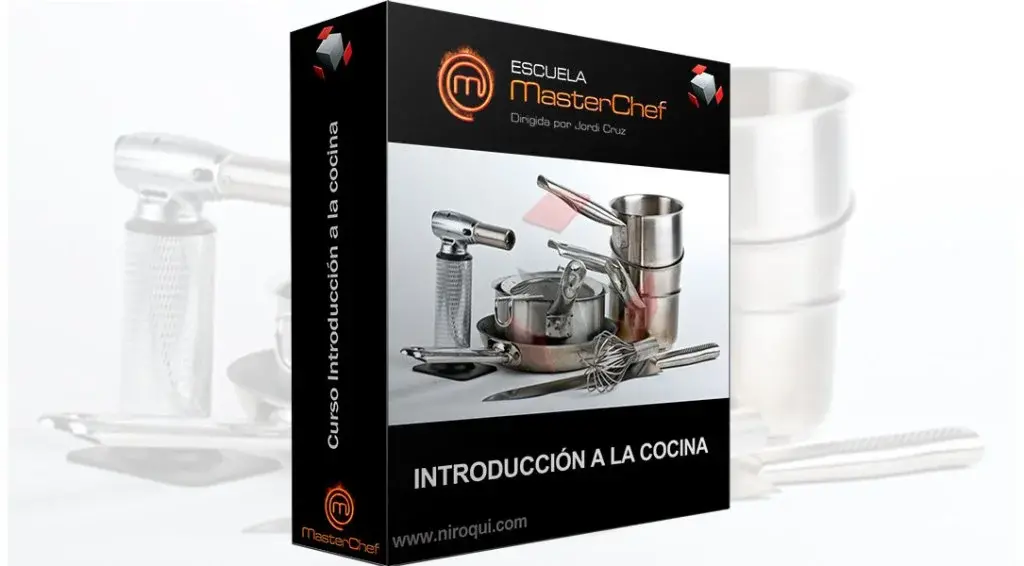 Curso Introducción a la cocina
MasterChef
ESCUELA
MasterChef
Dirigida por Jordi Cruz
INTRODUCCIÓN A LA COCINA
www.niroqui.com